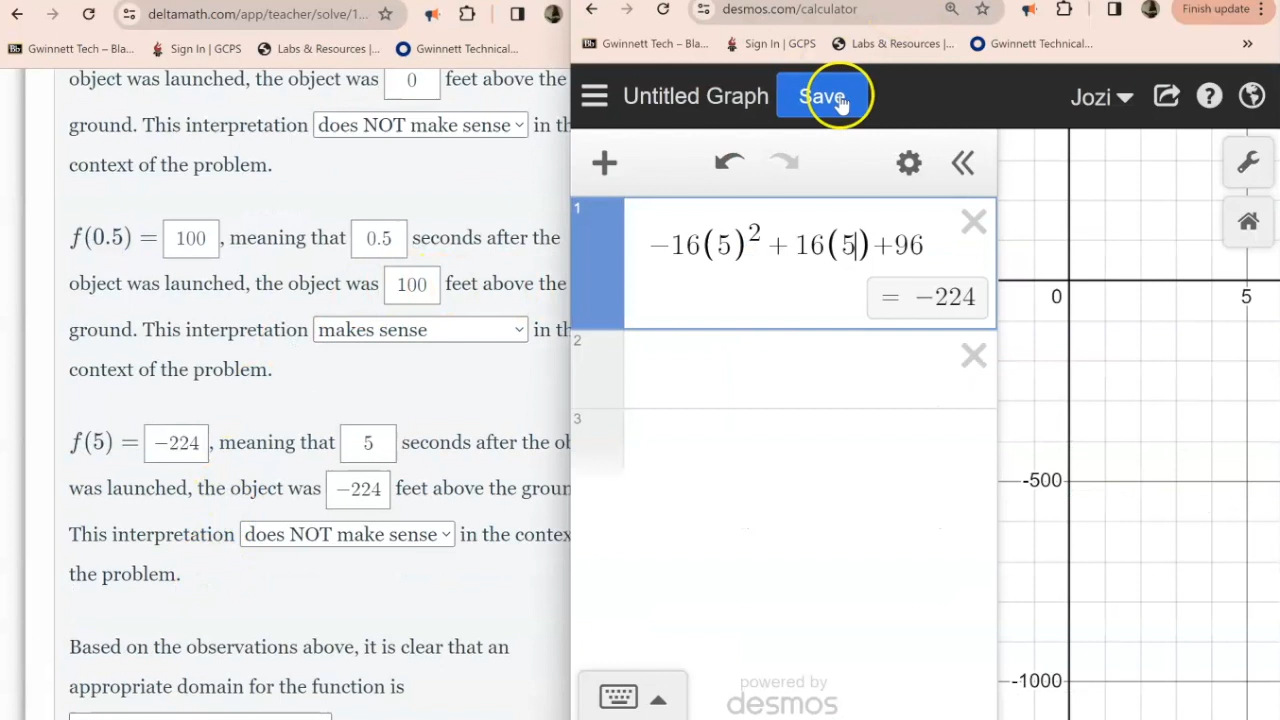 deltamath.com/app/teacher/solve/1...
Gwinnett Tech – Bla...
Sign In | GCPS
Labs & Resources |...
Gwinnett Technical...
object was launched, the object was 0 feet above the
ground. This interpretation does NOT make sense in th
context of the problem.
f(0.5) = 100, meaning that 0.5 seconds after the
object was launched, the object was 100 feet above the
ground. This interpretation makes sense in th
context of the problem.
f(5) = −224, meaning that 5 seconds after the ob
was launched, the object was −224 feet above the groun
This interpretation does NOT make sense in the contex
the problem.
Based on the observations above, it is clear that an
appropriate domain for the function is
desmos.com/calculator
Finish update
Gwinnett Tech – Bla...
Sign In | GCPS
Labs & Resources |...
Gwinnett Technical...
»
Untitled Graph
Save
Jozi
1
−16(5)² + 16(5)+96
= −224
2
3
powered by
desmos
0
5
-500
-1000